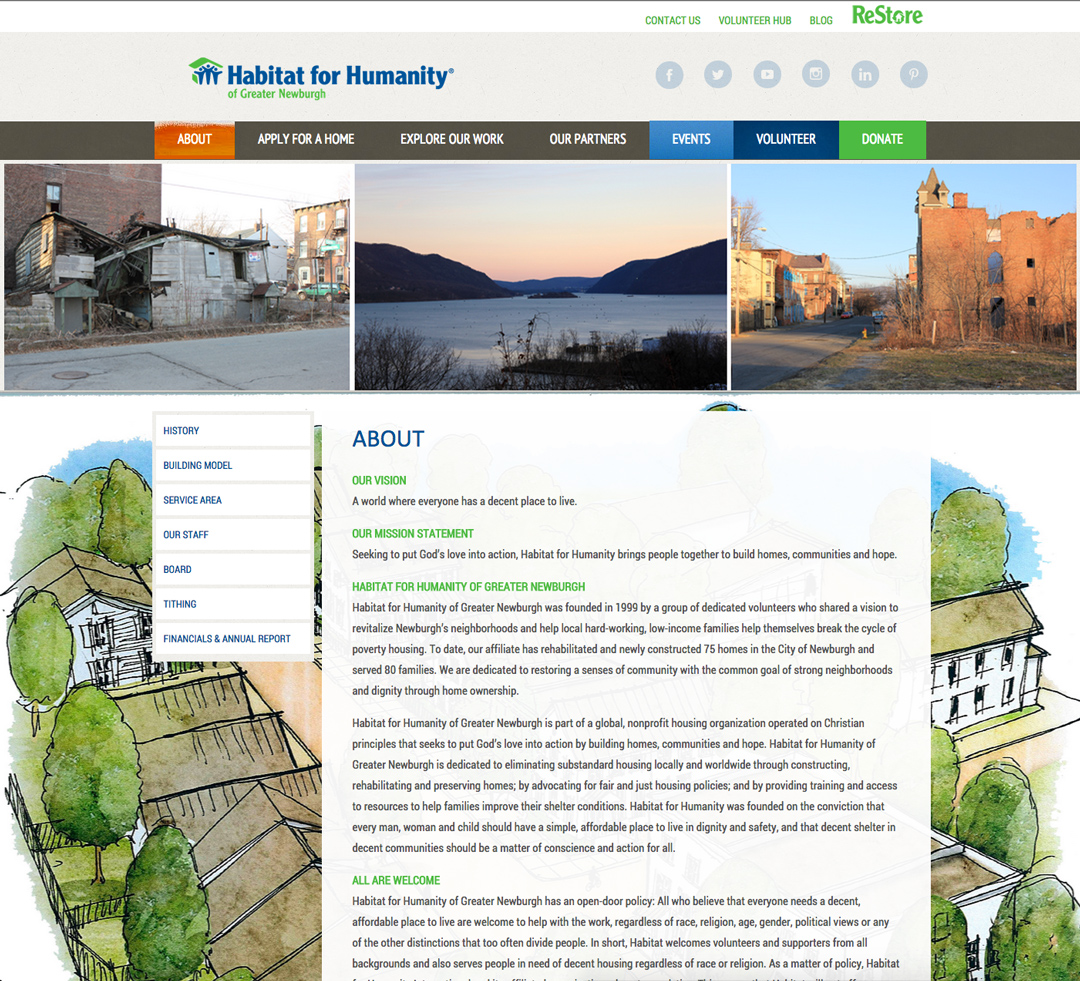 CONTACT US VOLUNTEER HUB BLOG ReStore
Habitat for Humanity®
of Greater Newburgh
ABOUT APPLY FOR A HOME EXPLORE OUR WORK OUR PARTNERS EVENTS VOLUNTEER DONATE
HISTORY
BUILDING MODEL
SERVICE AREA
OUR STAFF
BOARD
TITHING
FINANCIALS & ANNUAL REPORT
ABOUT
OUR VISION
A world where everyone has a decent place to live.
OUR MISSION STATEMENT
Seeking to put God's love into action, Habitat for Humanity brings people together to build homes, communities and hope.
HABITAT FOR HUMANITY OF GREATER NEWBURGH
Habitat for Humanity of Greater Newburgh was founded in 1999 by a group of dedicated volunteers who shared a vision to
revitalize Newburgh's neighborhoods and help local hard-working, low-income families help themselves break the cycle of
poverty housing. To date, our affiliate has rehabilitated and newly constructed 75 homes in the City of Newburgh and
served 80 families. We are dedicated to restoring a senses of community with the common goal of strong neighborhoods
and dignity through home ownership.
Habitat for Humanity of Greater Newburgh is part of a global, nonprofit housing organization operated on Christian
principles that seeks to put God's love into action by building homes, communities and hope. Habitat for Humanity of
Greater Newburgh is dedicated to eliminating substandard housing locally and worldwide through constructing,
rehabilitating and preserving homes; by advocating for fair and just housing policies; and by providing training and access
to resources to help families improve their shelter conditions. Habitat for Humanity was founded on the conviction that
every man, woman and child should have a simple, affordable place to live in dignity and safety, and that decent shelter in
decent communities should be a matter of conscience and action for all.
ALL ARE WELCOME
Habitat for Humanity of Greater Newburgh has an open-door policy: All who believe that everyone needs a decent,
affordable place to live are welcome to help with the work, regardless of race, religion, age, gender, political views or any
of the other distinctions that too often divide people. In short, Habitat welcomes volunteers and supporters from all
backgrounds and also serves people in need of decent housing regardless of race or religion. As a matter of policy, Habitat